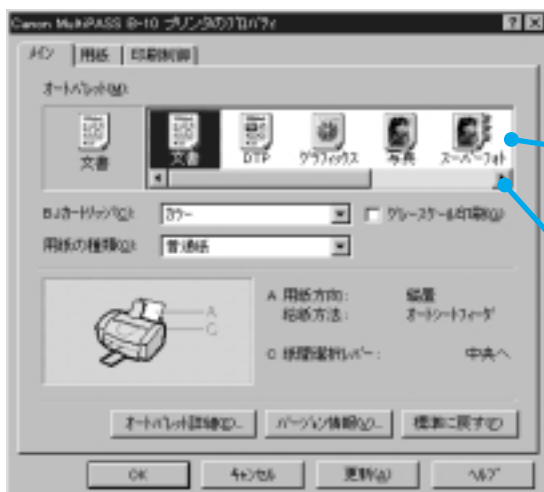 Canon MultiPASS B-10 プリンタのプロパティ
メイン 用紙 印刷制御
オートパレット(M):
文書 文書 DTP グラフィックス 写真 スーパーフォト
BJカートリッジ(C): カラー グレースケール印刷(G)
用紙の種類(Q): 普通紙
A 用紙方向: 縦置
A 給紙方法: オートシートフィーダ
C
C 紙間選択レバー: 中央へ
オートパレット詳細(D)... バージョン情報(V)... 標準に戻す(F)
OK キャンセル 更新(A) ヘルプ